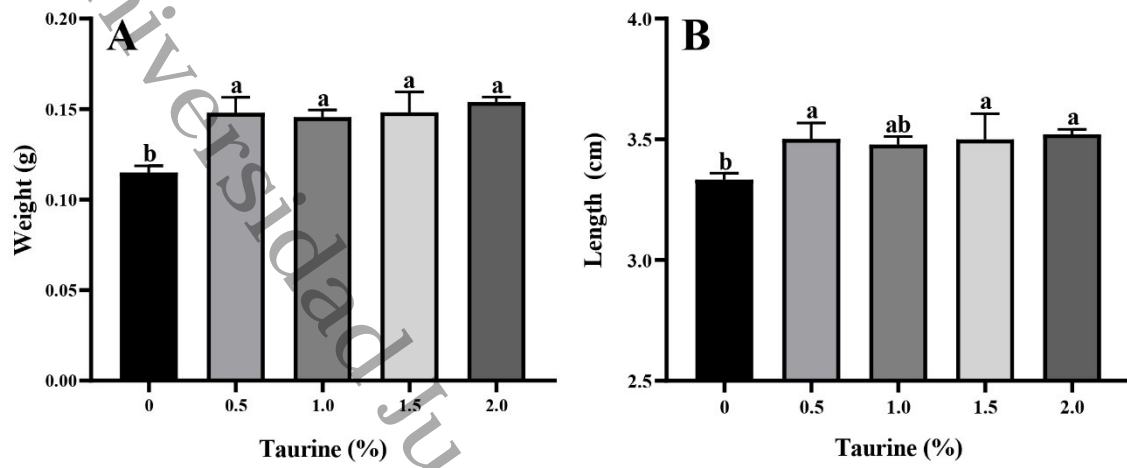 A
Weight (g)
0.20
0.15
0.10
0.05
0.00
b
a
a
a
a
0
0.5
1.0
1.5
2.0
Taurine (%)
B
Length (cm)
4.0
3.5
3.0
2.5
b
a
ab
a
a
0
0.5
1.0
1.5
2.0
Taurine (%)
niversidad Ju